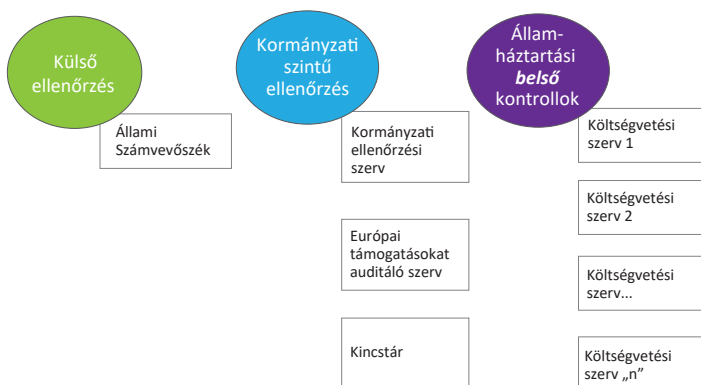 Külső
ellenőrzés
Állami
Számvevőszék
Kormányzati
szintű
ellenőrzés
Kormányzati
ellenőrzési
szerv
Európai
támogatásokat
auditáló szerv
Kincstár
Állam-
háztartási
belső
kontrollok
Költségvetési
szerv 1
Költségvetési
szerv 2
Költségvetési
szerv...
Költségvetési
szerv „n”